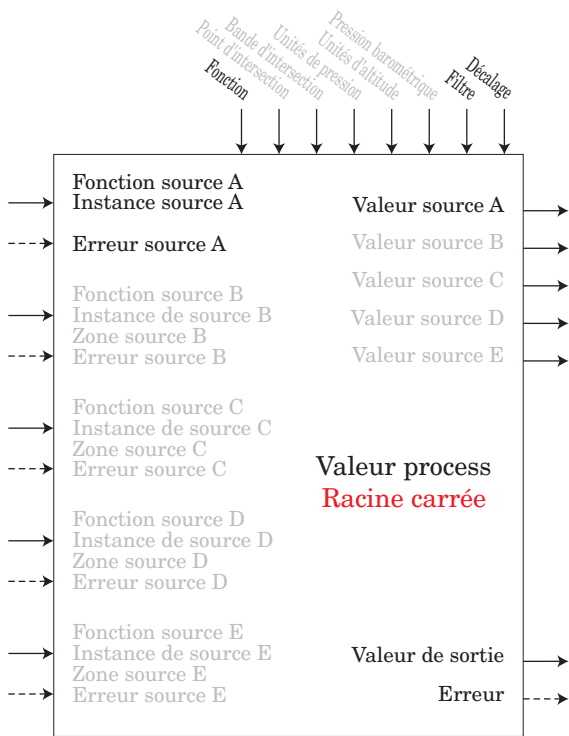 Fonction
Point d'intersection
Bande d'intersection
Unités de pression
Unités d'altitude
Pression barométrique
Filtre
Décalage
Fonction source A
Instance source A
Erreur source A
Fonction source B
Instance de source B
Zone source B
Erreur source B
Fonction source C
Instance de source C
Zone source C
Erreur source C
Fonction source D
Instance de source D
Zone source D
Erreur source D
Fonction source E
Instance de source E
Zone source E
Erreur source E
Valeur source A
Valeur source B
Valeur source C
Valeur source D
Valeur source E
Valeur process
Racine carrée
Valeur de sortie
Erreur